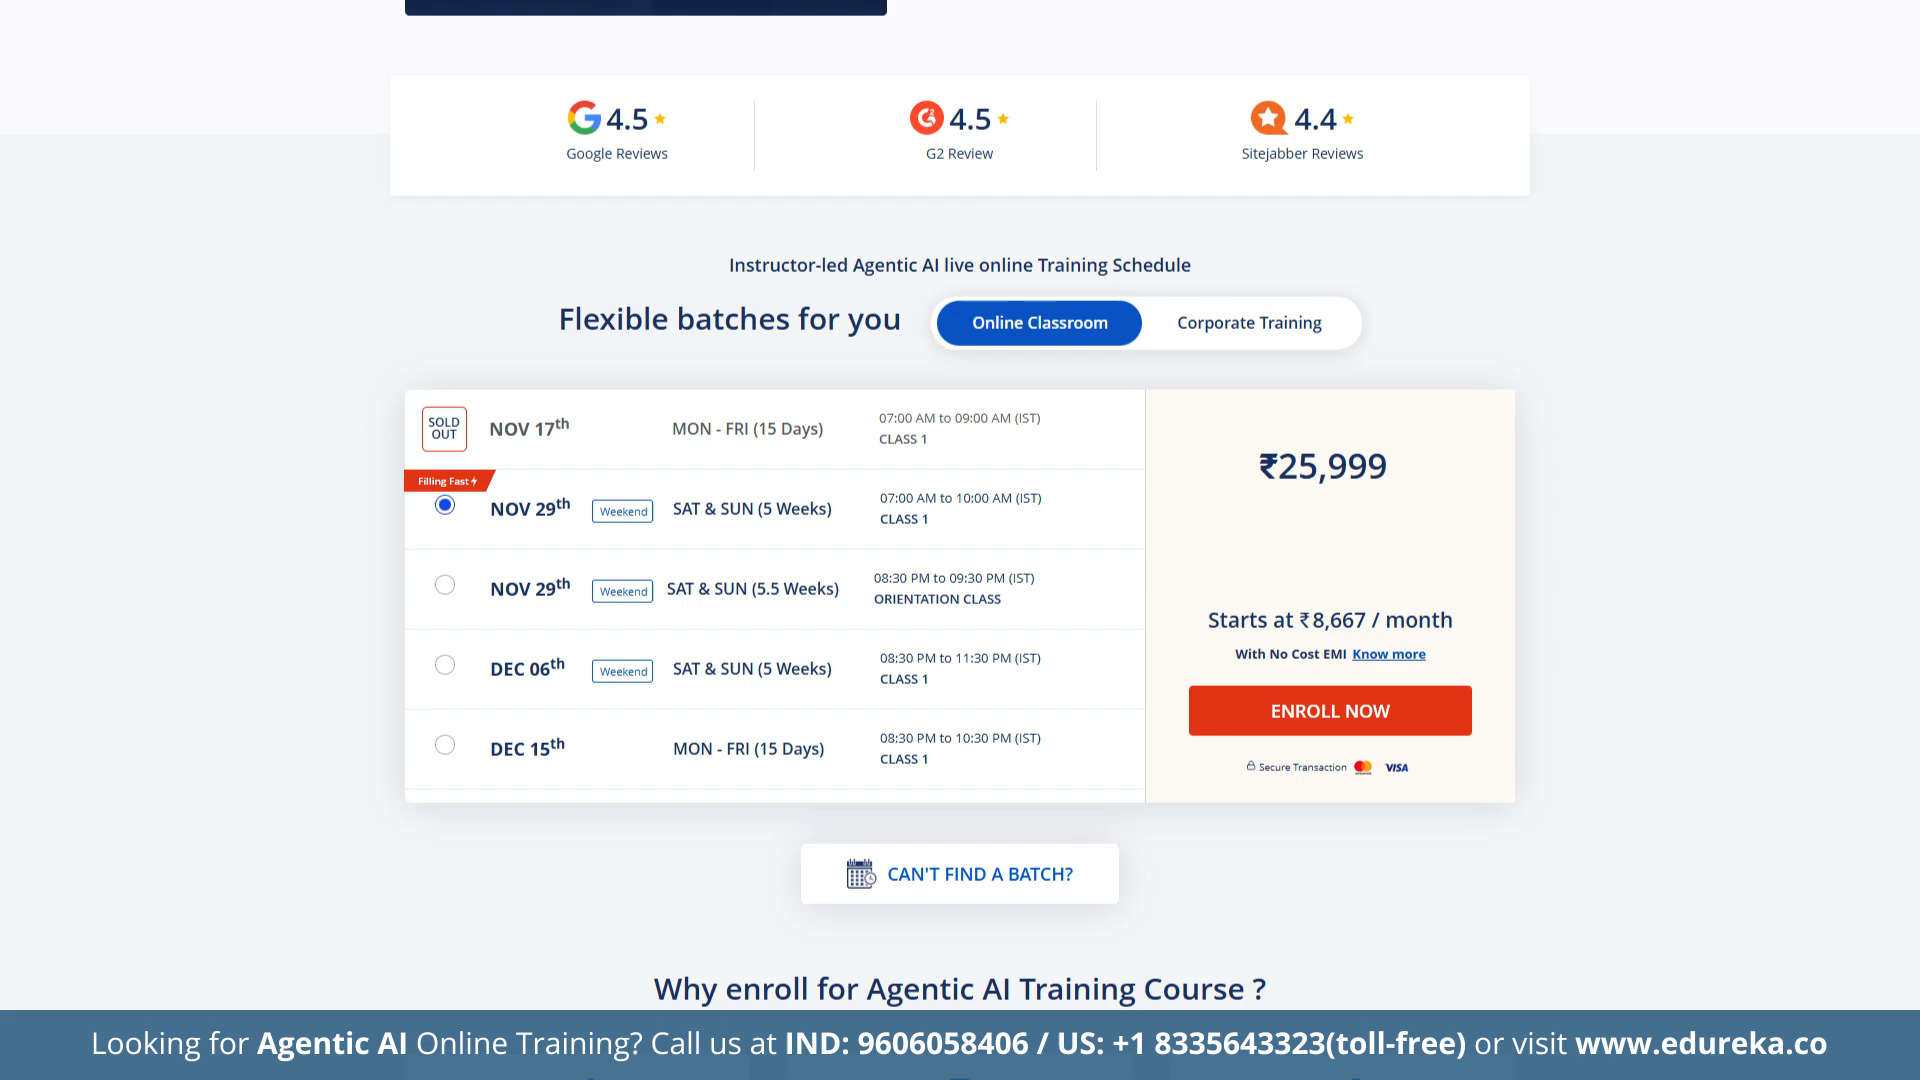 4.5
Google Reviews
4.5
G2 Review
4.4
Sitejabber Reviews
Instructor-led Agentic AI live online Training Schedule
Flexible batches for you
Online Classroom
Corporate Training
SOLD
OUT
NOV 17th
MON - FRI (15 Days)
07:00 AM to 09:00 AM (IST)
CLASS 1
Filling Fast
NOV 29th
Weekend
SAT & SUN (5 Weeks)
07:00 AM to 10:00 AM (IST)
CLASS 1
NOV 29th
Weekend
SAT & SUN (5.5 Weeks)
08:30 PM to 09:30 PM (IST)
ORIENTATION CLASS
DEC 06th
Weekend
SAT & SUN (5 Weeks)
08:30 PM to 11:30 PM (IST)
CLASS 1
DEC 15th
MON - FRI (15 Days)
08:30 PM to 10:30 PM (IST)
CLASS 1
₹25,999
Starts at ₹8,667 / month
With No Cost EMI Know more
ENROLL NOW
Secure Transaction VISA
CAN'T FIND A BATCH?
Why enroll for Agentic AI Training Course ?
Looking for Agentic AI Online Training? Call us at IND: 9606058406 / US: +1 8335643323(toll-free) or visit www.edureka.co